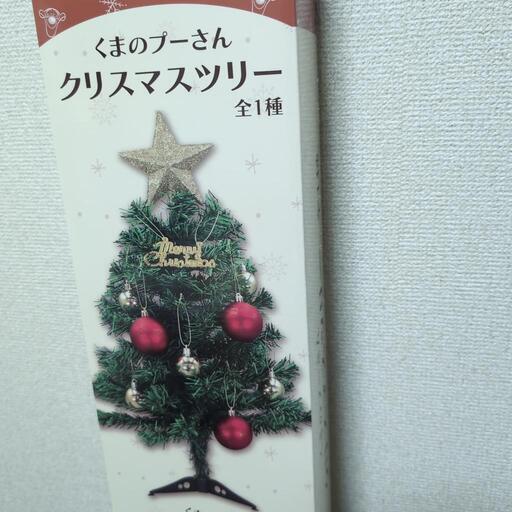 くまのプーさん
クリスマスツリー
全1種
Merry
Christmas